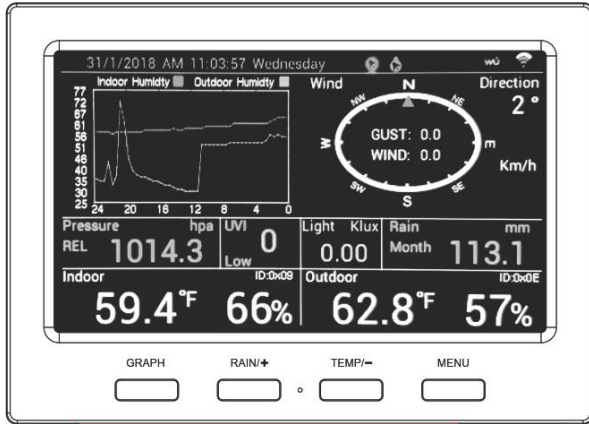 31/1/2018 AM 11:03:57 Wednesday wu
Indoor Humidty Outdoor Humidty
77
72
67
61
56
51
46
40
35
30
25
24 20 16 12 8 4 0
Wind
Direction
2 °
N
NE
E
SE
S
SW
W
NW
GUST: 0.0
WIND: 0.0
Km/h
Pressure hpa
REL 1014.3
UVI
0
Low
Light Klux
0.00
Rain mm
Month 113.1
Indoor ID:0x09
59.4°F 66%
Outdoor ID:0x0E
62.8°F 57%
GRAPH RAIN/+ TEMP/− MENU